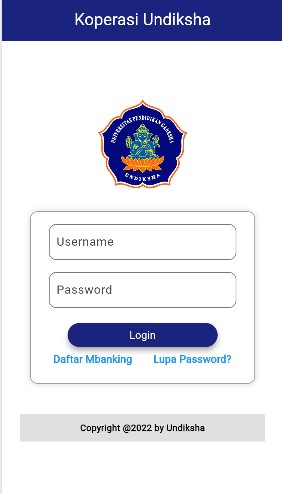 Koperasi Undiksha
UNIVERSITAS PENDIDIKAN GANESHA
UNDIKSHA
Username
Password
Login
Daftar Mbanking Lupa Password?
Copyright @2022 by Undiksha